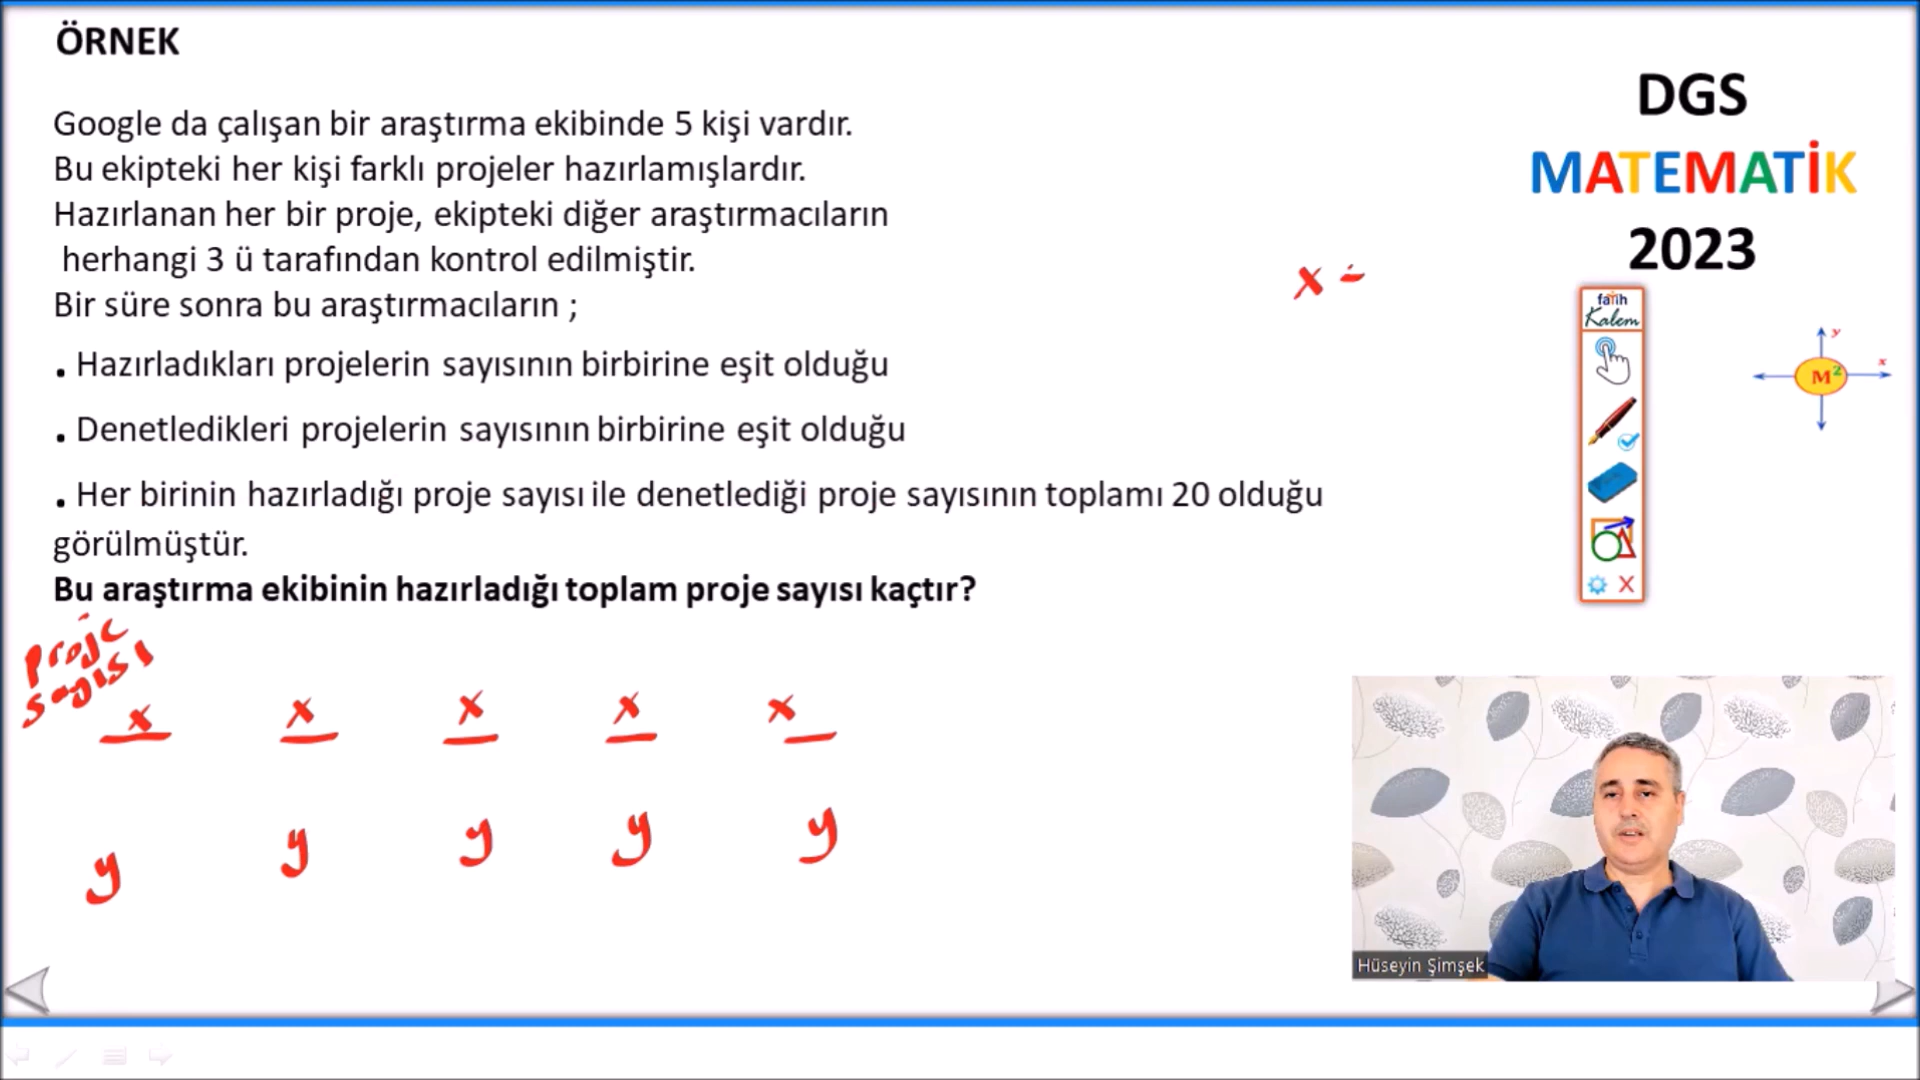 ÖRNEK
Google da çalışan bir araştırma ekibinde 5 kişi vardır.
Bu ekipteki her kişi farklı projeler hazırlamışlardır.
Hazırlanan her bir proje, ekipteki diğer araştırmacıların
herhangi 3 ü tarafından kontrol edilmiştir.
Bir süre sonra bu araştırmacıların ;
. Hazırladıkları projelerin sayısının birbirine eşit olduğu
. Denetledikleri projelerin sayısının birbirine eşit olduğu
. Her birinin hazırladığı proje sayısı ile denetlediği proje sayısının toplamı 20 olduğu
görülmüştür.
Bu araştırma ekibinin hazırladığı toplam proje sayısı kaçtır?
proje
sayısı
x x x x x
y y y y y
x =
DGS
MATEMATİK
2023
fatih
Kalem
y
x
M²
Hüseyin Şimşek